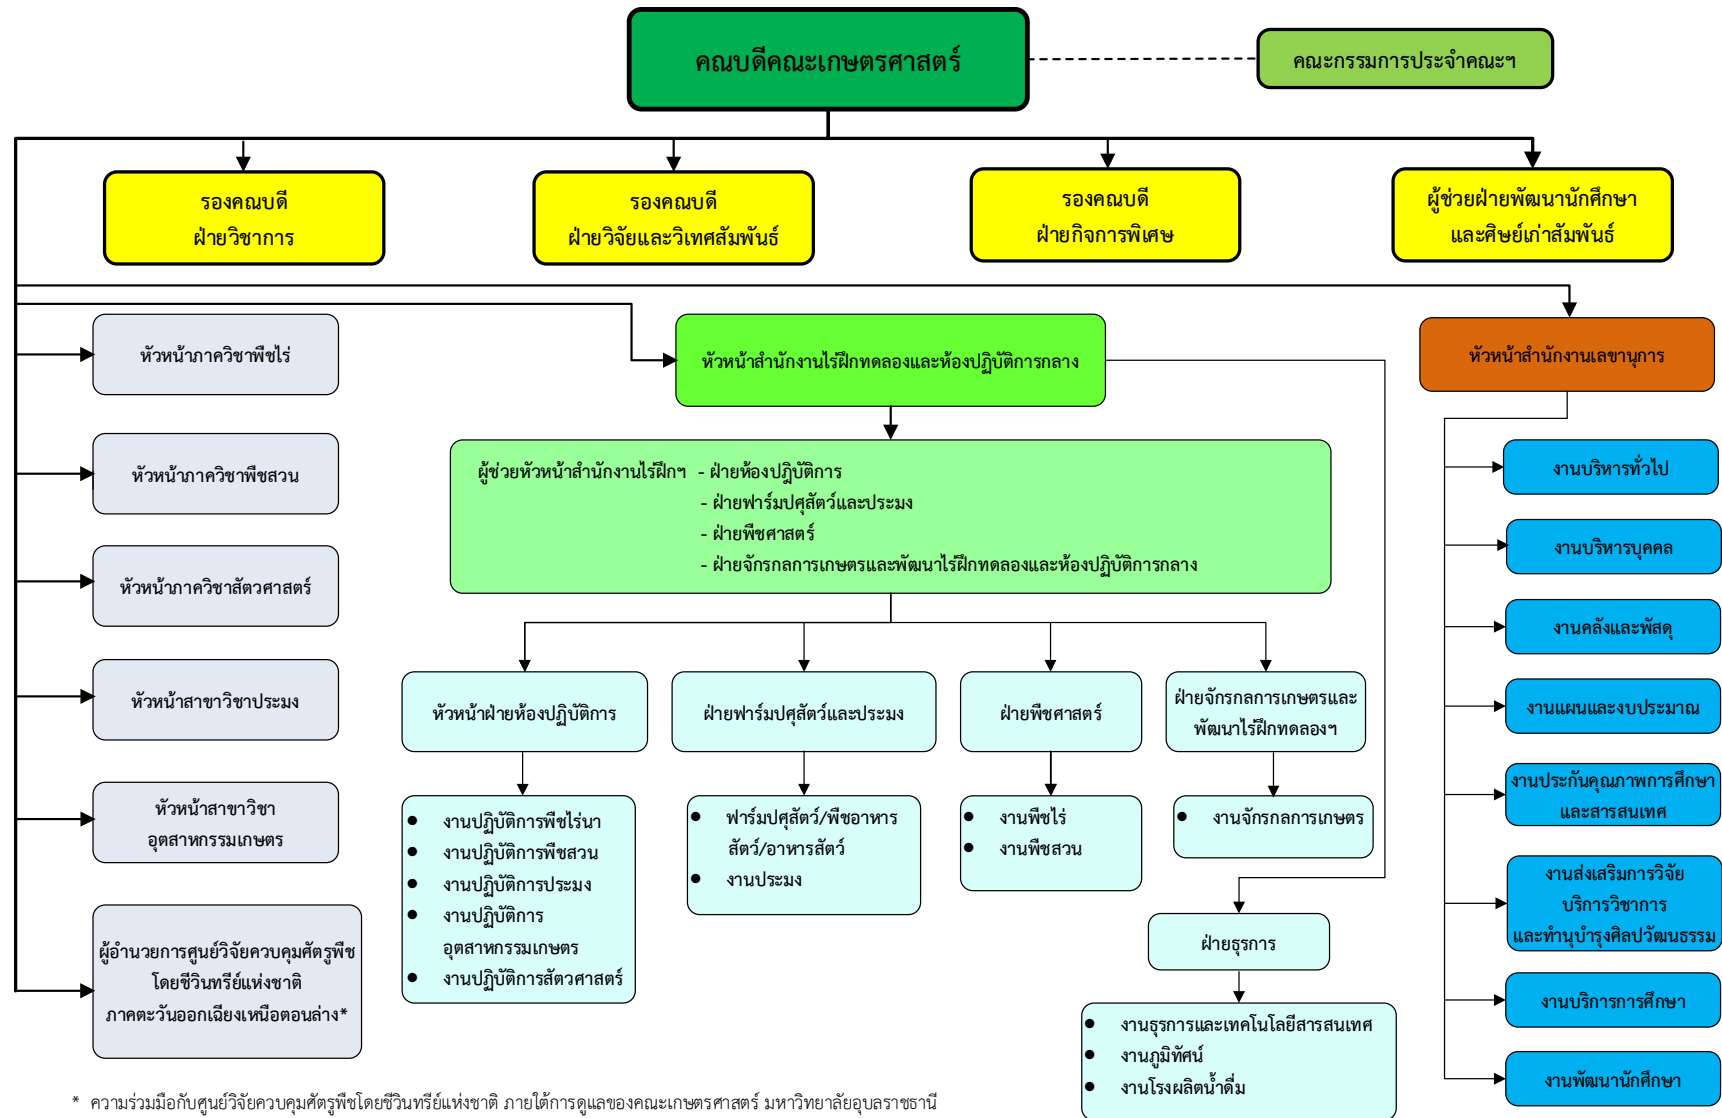 คณบดีคณะเกษตรศาสตร์
คณะกรรมการประจำคณะฯ
รองคณบดี
ฝ่ายวิชาการ
รองคณบดี
ฝ่ายวิจัยและวิเทศสัมพันธ์
รองคณบดี
ฝ่ายกิจการพิเศษ
ผู้ช่วยฝ่ายพัฒนานักศึกษา
และศิษย์เก่าสัมพันธ์
หัวหน้าภาควิชาพืชไร่
หัวหน้าภาควิชาพืชสวน
หัวหน้าภาควิชาสัตวศาสตร์
หัวหน้าสาขาวิชาประมง
หัวหน้าสาขาวิชา
อุตสาหกรรมเกษตร
ผู้อำนวยการศูนย์วิจัยควบคุมศัตรูพืช
โดยชีวินทรีย์แห่งชาติ
ภาคตะวันออกเฉียงเหนือตอนล่าง*
หัวหน้าสำนักงานไร่ฝึกทดลองและห้องปฏิบัติการกลาง
ผู้ช่วยหัวหน้าสำนักงานไร่ฝึกฯ - ฝ่ายห้องปฎิบัติการ
- ฝ่ายฟาร์มปศุสัตว์และประมง
- ฝ่ายพืชศาสตร์
- ฝ่ายจักรกลการเกษตรและพัฒนาไร่ฝึกทดลองและห้องปฏิบัติการกลาง
หัวหน้าฝ่ายห้องปฏิบัติการ
● งานปฏิบัติการพืชไร่นา
● งานปฏิบัติการพืชสวน
● งานปฏิบัติการประมง
● งานปฏิบัติการ
อุตสาหกรรมเกษตร
● งานปฏิบัติการสัตวศาสตร์
ฝ่ายฟาร์มปศุสัตว์และประมง
● ฟาร์มปศุสัตว์/พืชอาหาร
สัตว์/อาหารสัตว์
● งานประมง
ฝ่ายพืชศาสตร์
● งานพืชไร่
● งานพืชสวน
ฝ่ายจักรกลการเกษตรและ
พัฒนาไร่ฝึกทดลองฯ
● งานจักรกลการเกษตร
ฝ่ายธุรการ
● งานธุรการและเทคโนโลยีสารสนเทศ
● งานภูมิทัศน์
● งานโรงผลิตน้ำดื่ม
หัวหน้าสำนักงานเลขานุการ
งานบริหารทั่วไป
งานบริหารบุคคล
งานคลังและพัสดุ
งานแผนและงบประมาณ
งานประกันคุณภาพการศึกษา
และสารสนเทศ
งานส่งเสริมการวิจัย
บริการวิชาการ
และทำนุบำรุงศิลปวัฒนธรรม
งานบริการการศึกษา
งานพัฒนานักศึกษา
* ความร่วมมือกับศูนย์วิจัยควบคุมศัตรูพืชโดยชีวินทรีย์แห่งชาติ ภายใต้การดูแลของคณะเกษตรศาสตร์ มหาวิทยาลัยอุบลราชธานี